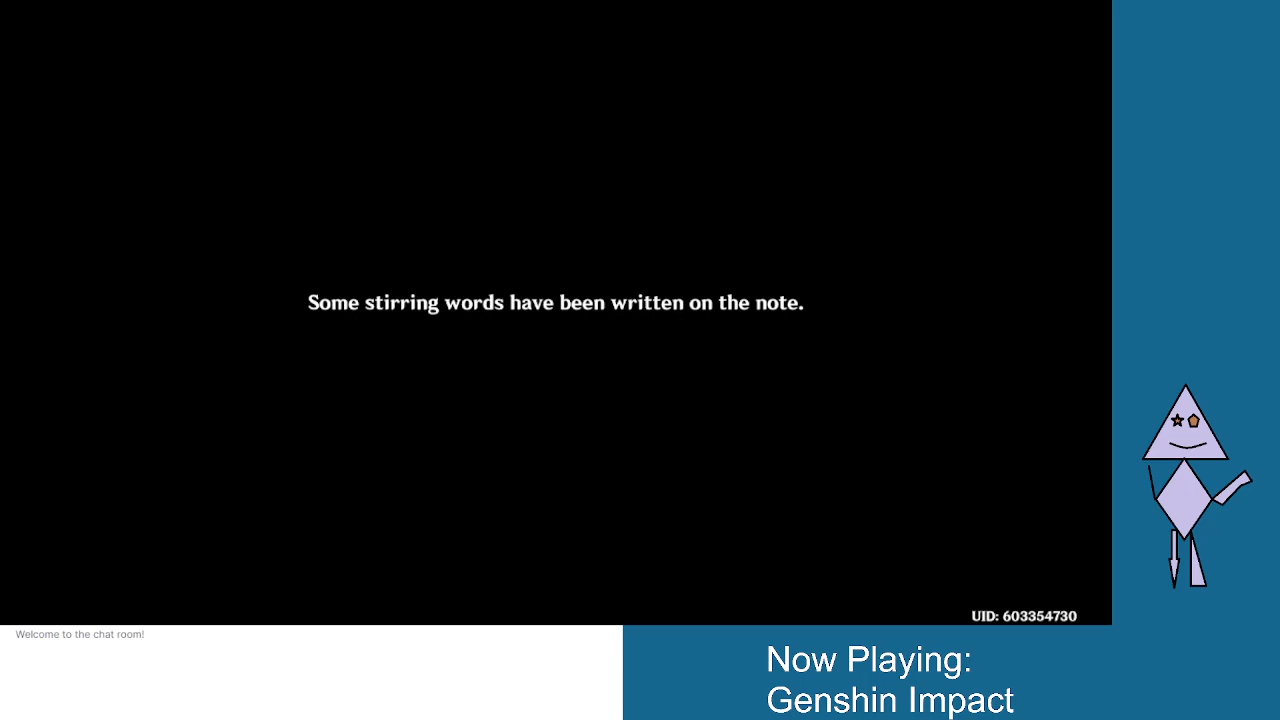 Some stirring words have been written on the note.
UID: 603354730
Welcome to the chat room!
Now Playing:
Genshin Impact